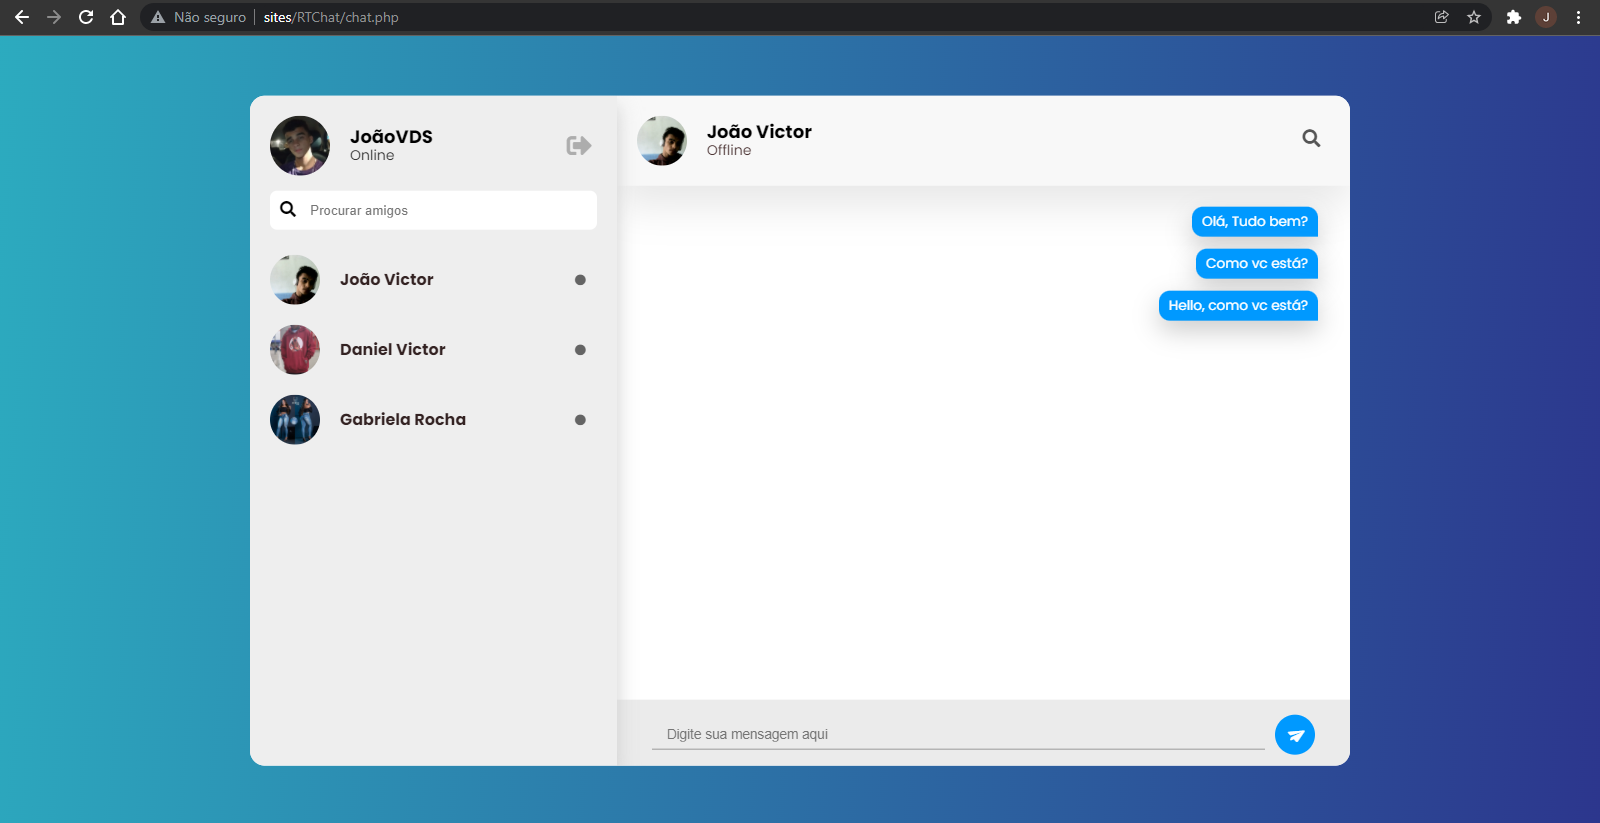 Não seguro | sites/RTChat/chat.php
J
JoãoVDS
Online
Procurar amigos
João Victor
Daniel Victor
Gabriela Rocha
João Victor
Offline
Olá, Tudo bem?
Como vc está?
Hello, como vc está?
Digite sua mensagem aqui